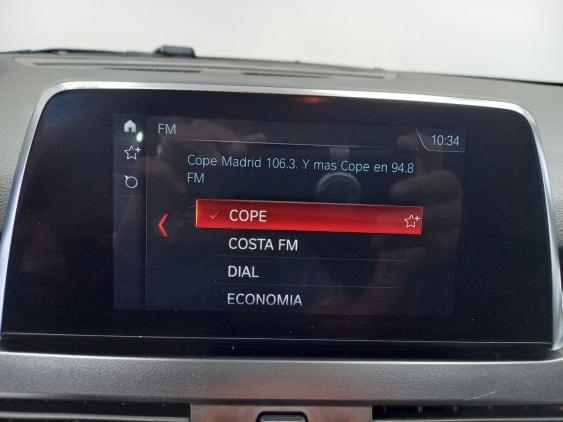 FM
10:34
Cope Madrid 106.3. Y mas Cope en 94.8
FM
COPE
COSTA FM
DIAL
ECONOMIA